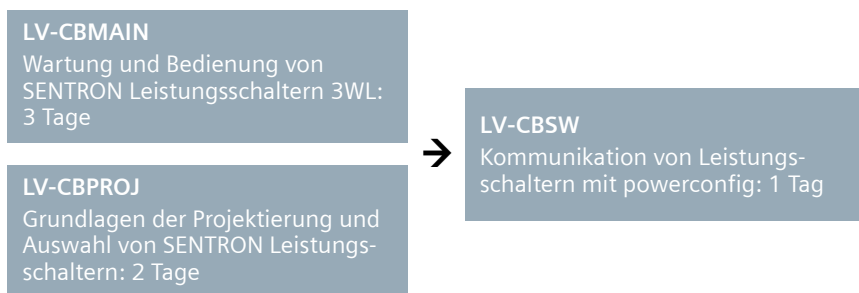 LV-CBMAIN
Wartung und Bedienung von
SENTRON Leistungsschaltern 3WL:
3 Tage
LV-CBPROJ
Grundlagen der Projektierung und
Auswahl von SENTRON Leistungs-
schaltern: 2 Tage
LV-CBSW
Kommunikation von Leistungs-
schaltern mit powerconfig: 1 Tag